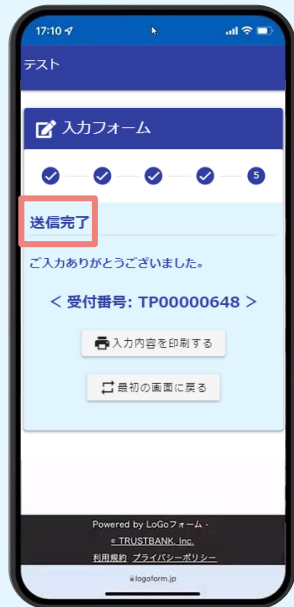 17:10
テスト
入力フォーム
5
送信完了
ご入力ありがとうございました。
< 受付番号: TP00000648 >
入力内容を印刷する
最初の画面に戻る
Powered by LoGoフォーム -
© TRUSTBANK, Inc.
利用規約 プライバシーポリシー
logoform.jp